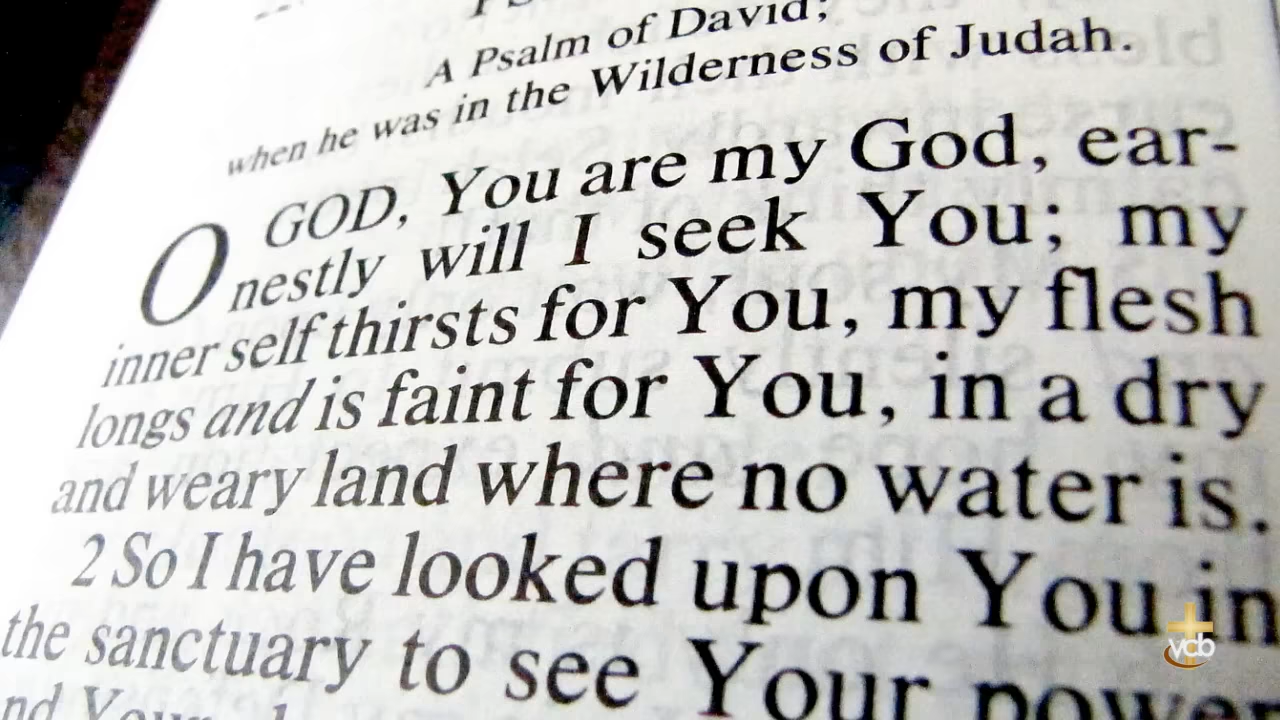 A Psalm of David;
when he was in the Wilderness of Judah.
O GOD, You are my God, ear-
nestly will I seek You; my
inner self thirsts for You, my flesh
longs and is faint for You, in a dry
and weary land where no water is.
2 So I have looked upon You in
the sanctuary to see Your power
vcb